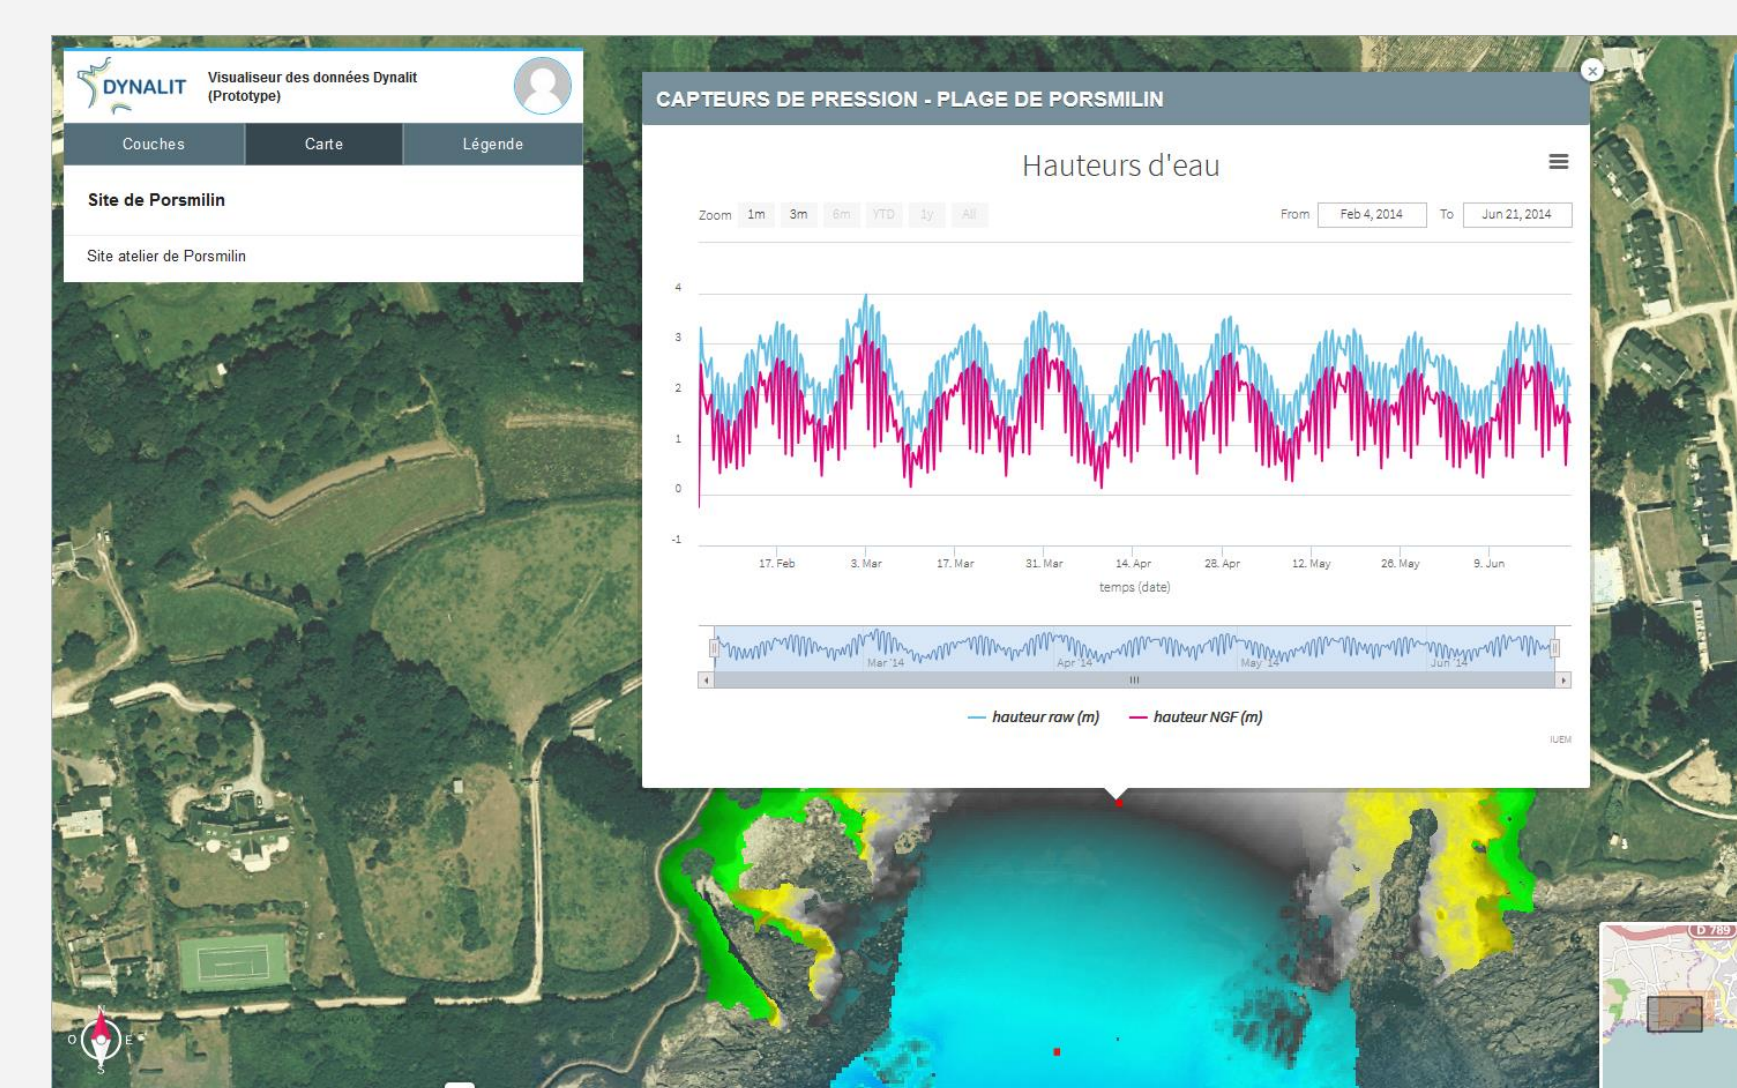 DYNALIT
Visualiseur des données Dynalit
(Prototype)
Couches
Carte
Légende
Site de Porsmilin
Site atelier de Porsmilin
CAPTEURS DE PRESSION - PLAGE DE PORSMILIN
Hauteurs d'eau
Zoom 1m 3m 6m YTD 1y All
From Feb 4, 2014 To Jun 21, 2014
4
3
2
1
0
-1
17. Feb 3. Mar 17. Mar 31. Mar 14. Apr 28. Apr 12. May 26. May 9. Jun
temps (date)
Mar '14 Apr '14 May '14 Jun '14
hauteur raw (m) hauteur NGF (m)
IUEM
D 789
N
O E
S